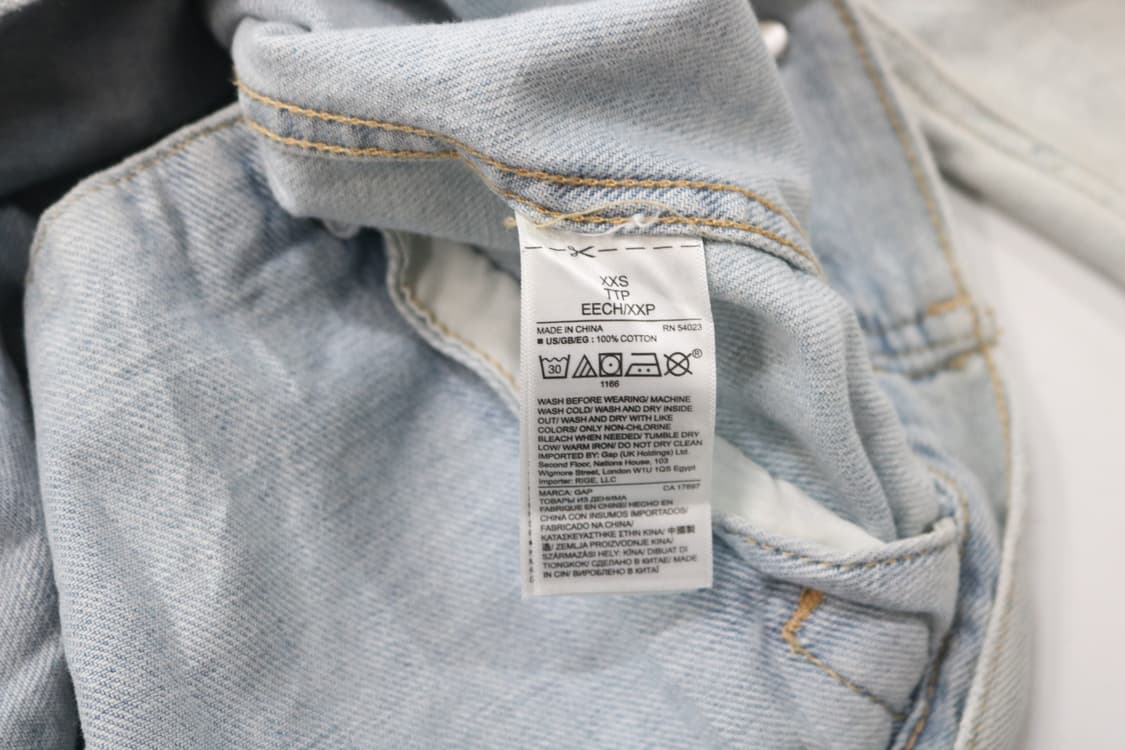 XXS
TTP
EECH/XXP
MADE IN CHINA RN 54023
■ US/GB/EG : 100% COTTON
30 ®
1166
WASH BEFORE WEARING/ MACHINE
WASH COLD/ WASH AND DRY INSIDE
OUT/ WASH AND DRY WITH LIKE
COLORS/ ONLY NON-CHLORINE
BLEACH WHEN NEEDED/ TUMBLE DRY
LOW/ WARM IRON/ DO NOT DRY CLEAN
IMPORTED BY: Gap (UK Holdings) Ltd.
Second Floor, Nations House, 103
Wigmore Street, London W1U 1QS Egypt
Importer: RIGE, LLC
MARCA: GAP CA 17897
ТОВАРЫ ИЗ ДЕНИМА
FABRIQUE EN CHINE/ HECHO EN
CHINA CON INSUMOS IMPORTADOS/
FABRICADO NA CHINA/
ΚΑΤΑΣΚΕΥΑΣΤΗΚΕ ΣΤΗΝ ΚΙΝΑ/ 中國製
造/ ZEMLJA PROIZVODNJE KINA/
SZÁRMAZÁSI HELY: KÍNA/ DIBUAT DI
TIONGKOK/ СДЕЛАНО В КИТАЕ/ MADE
IN CIN/ ВИРОБЛЕНО В КИТАЇ